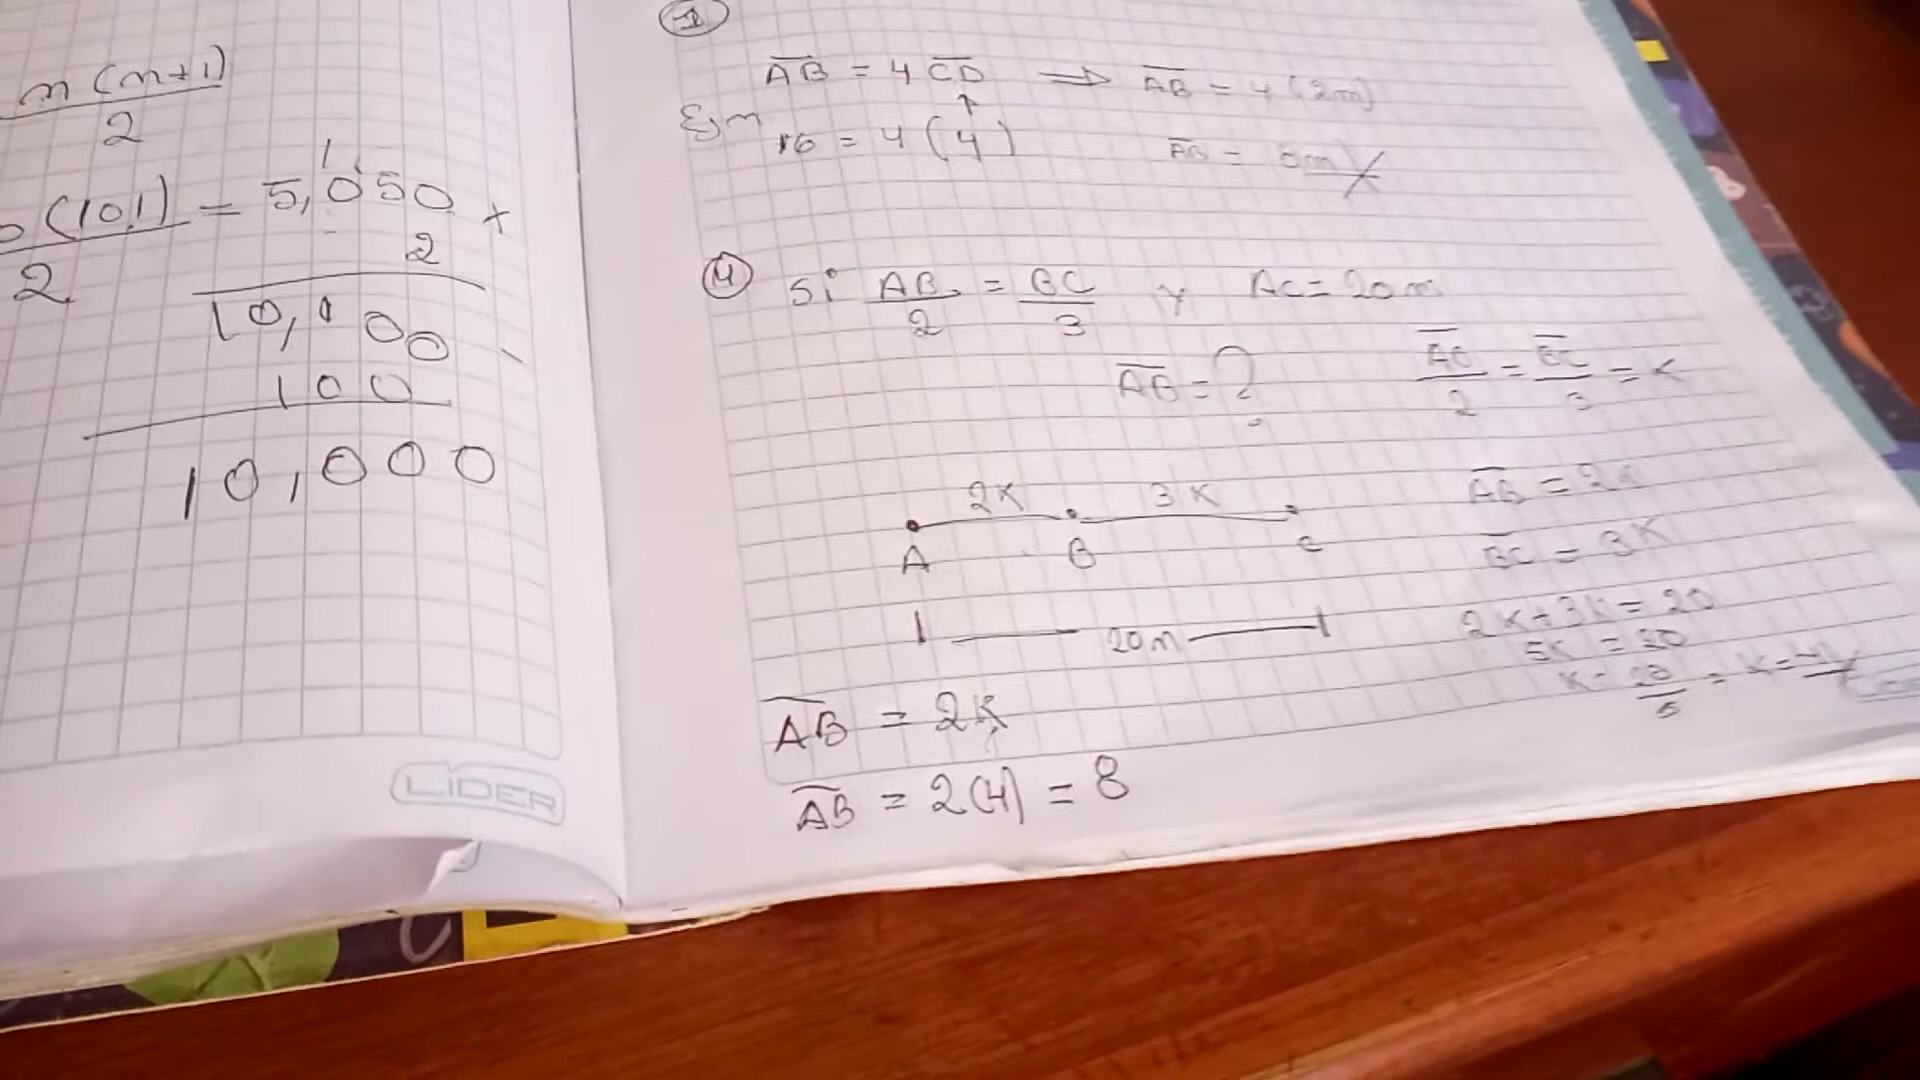 n(n+1)
2
(101) = 5,050 x
2
2
10,100 -
100
10,000
LIDER
1
AB = 4 CD ⟹ AB = 4 (2m)
Ejm 16 = 4 (4)
AB = 8m
4 Si AB/2 = BC/3 y AC = 20m
AB = ?
2K 3K
A B C
20m
AB = 2K
AB = 2(4) = 8
AB/2 = BC/3 = K
AB = 2K
BC = 3K
2K + 3K = 20
5K = 20
K = 20/5 = K = 4